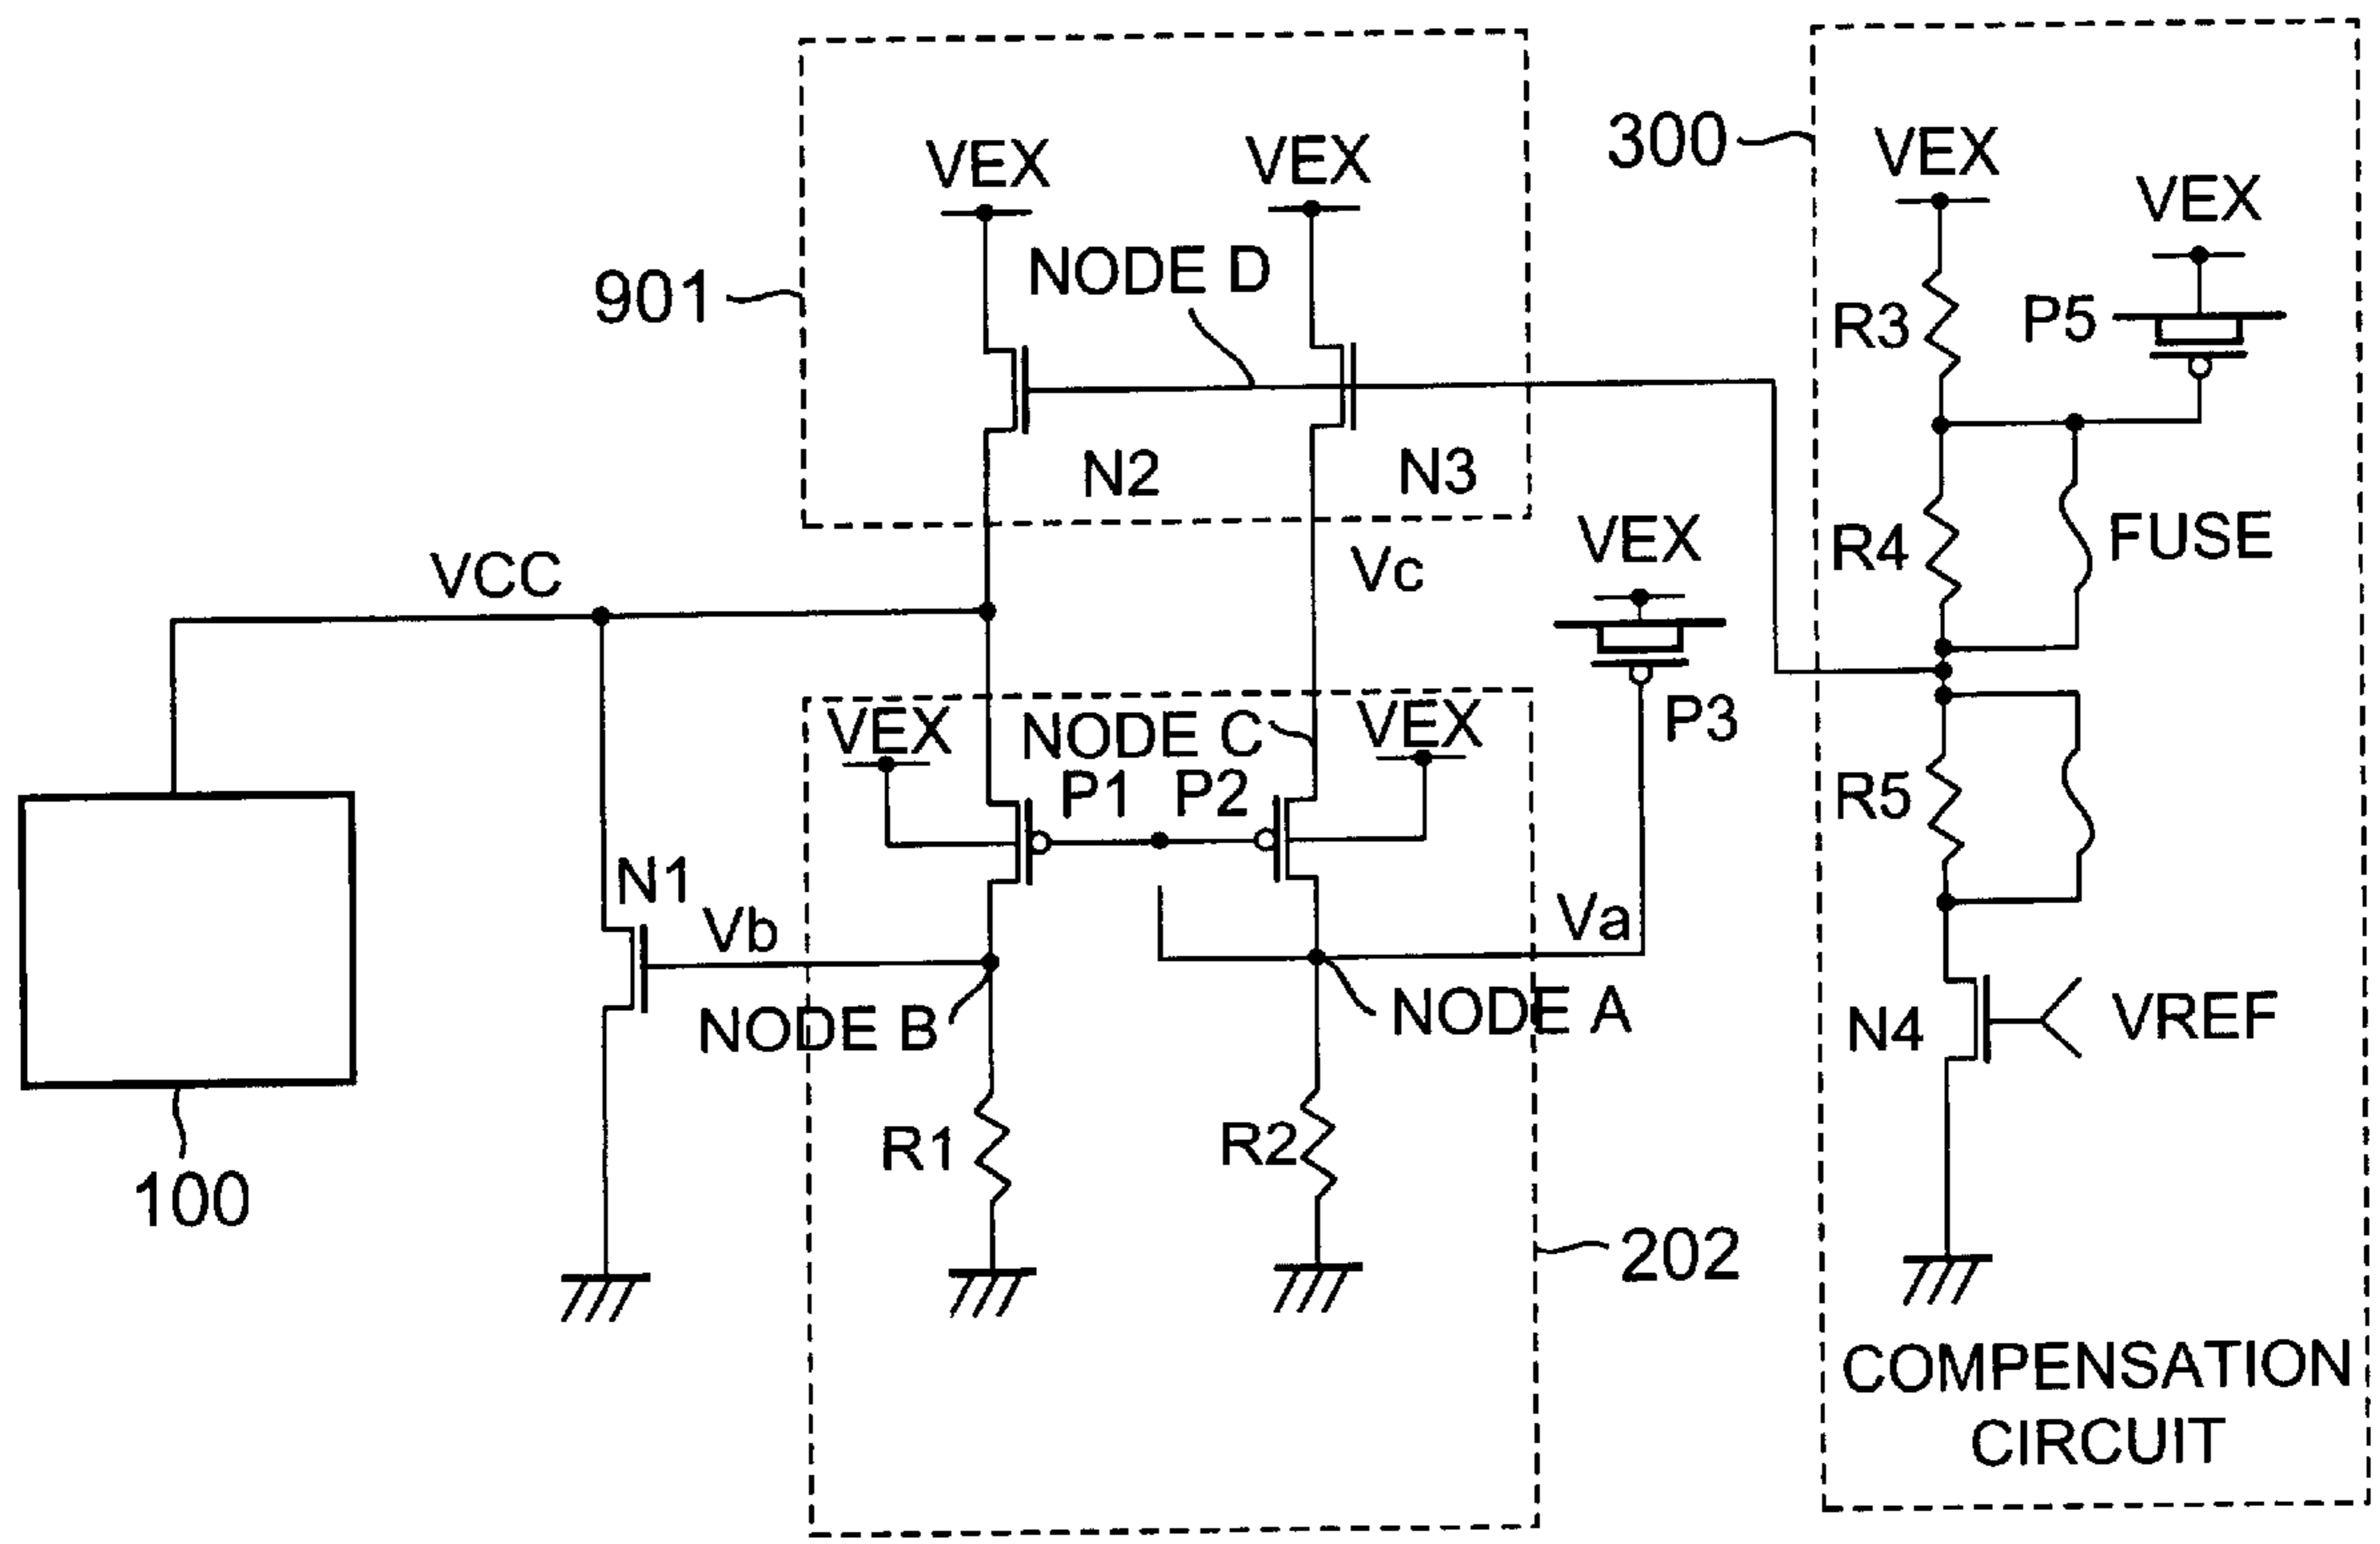 VEX
VEX
300
VEX
VEX
901
NODE D
R3
P5
N2
N3
VEX
R4
FUSE
VCC
Vc
VEX
NODE C
VEX
P3
P1
P2
R5
N1
Vb
Va
NODE B
NODE A
N4
VREF
R1
R2
100
202
COMPENSATION
CIRCUIT